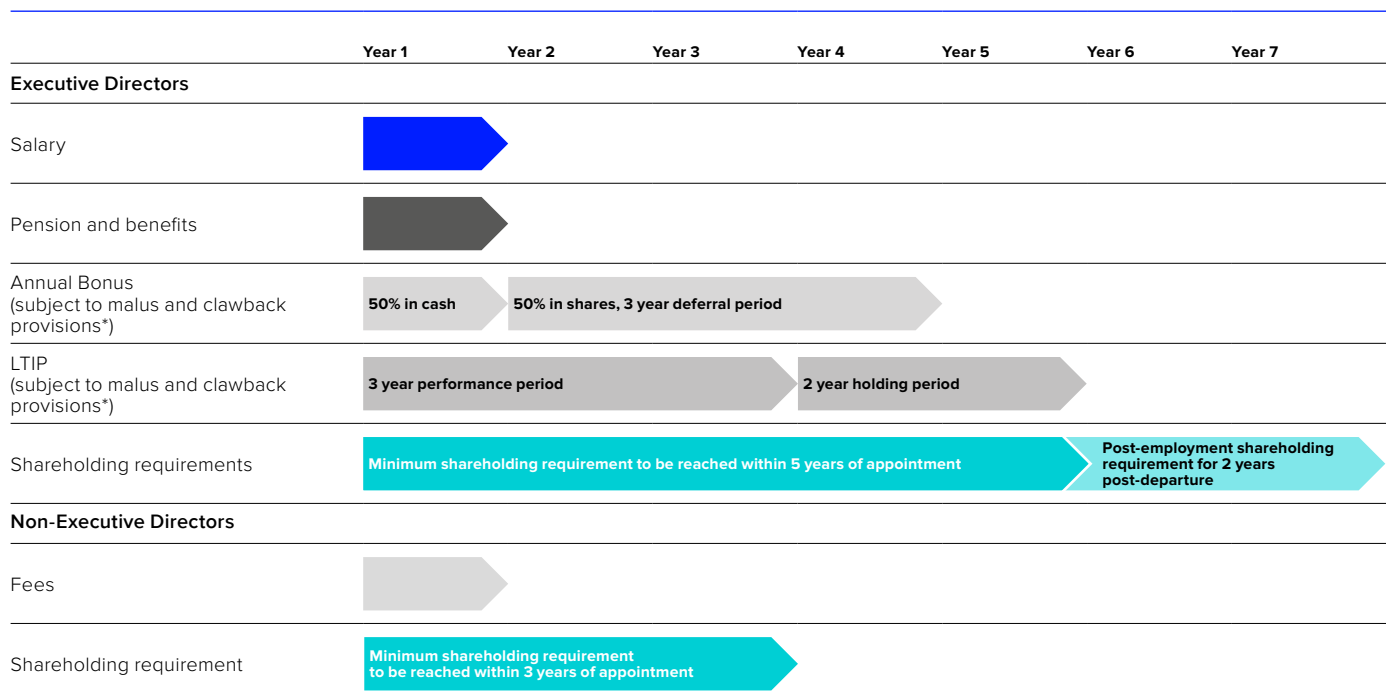 Year 1 Year 2 Year 3 Year 4 Year 5 Year 6 Year 7
Executive Directors
Salary
Pension and benefits
Annual Bonus
(subject to malus and clawback
provisions*)
50% in cash
50% in shares, 3 year deferral period
LTIP
(subject to malus and clawback
provisions*)
3 year performance period
2 year holding period
Shareholding requirements
Minimum shareholding requirement to be reached within 5 years of appointment
Post-employment shareholding
requirement for 2 years
post-departure
Non-Executive Directors
Fees
Shareholding requirement
Minimum shareholding requirement
to be reached within 3 years of appointment